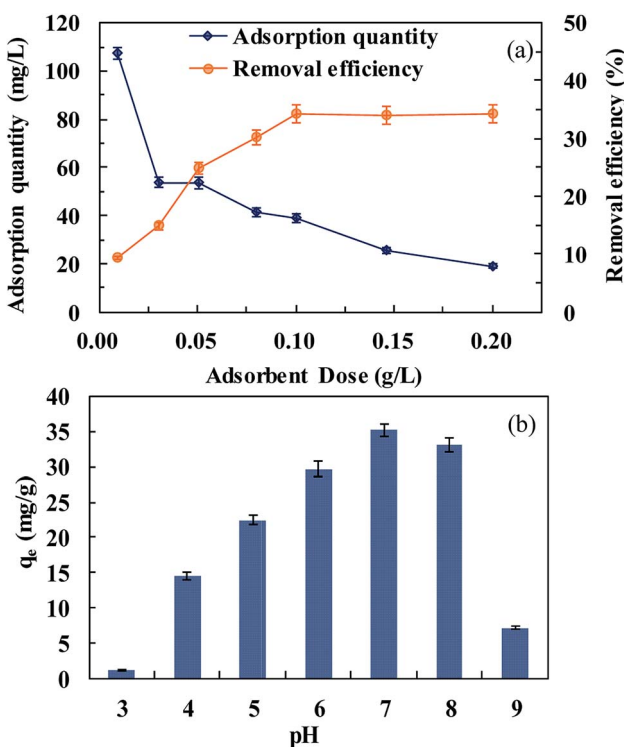 Adsorption quantity (mg/L)
120
100
80
60
40
20
0
Adsorption quantity
Removal efficiency
(a)
50
40
30
20
10
0
Removal efficiency (%)
0.00 0.05 0.10 0.15 0.20
Adsorbent Dose (g/L)
qe (mg/g)
40
35
30
25
20
15
10
5
0
(b)
3 4 5 6 7 8 9
pH